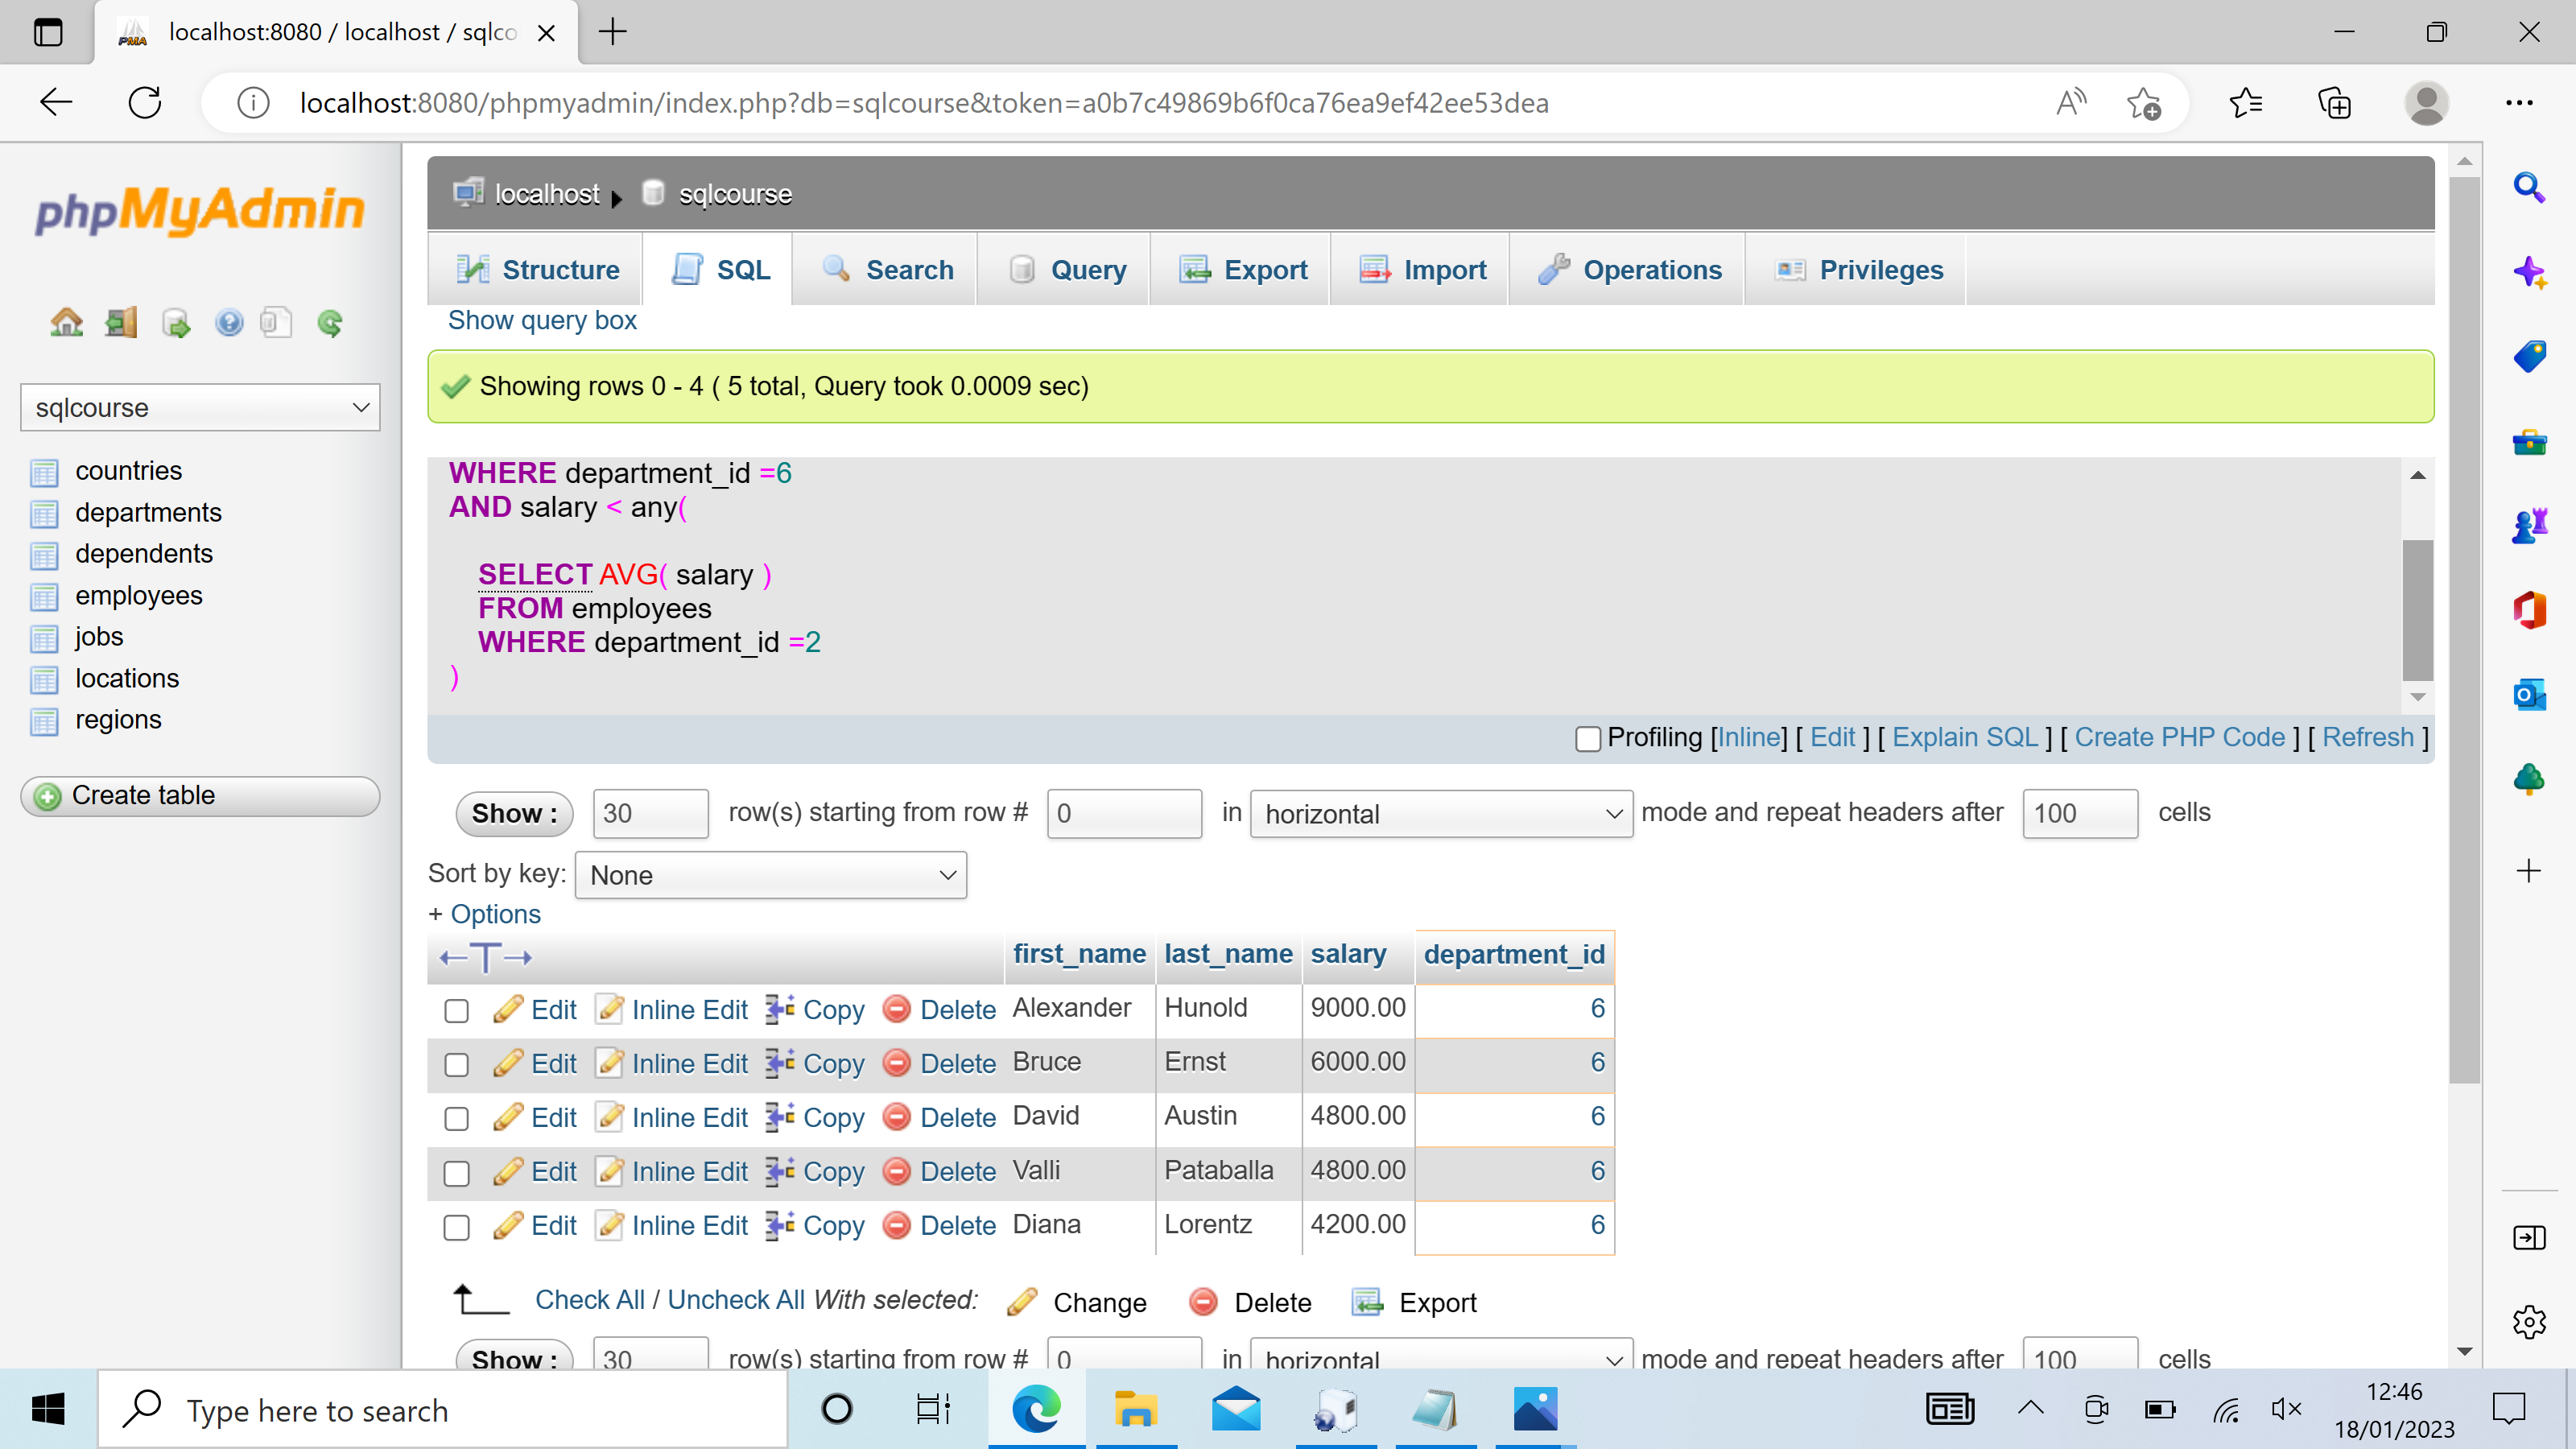 localhost:8080 / localhost / sqlco
localhost:8080/phpmyadmin/index.php?db=sqlcourse&token=a0b7c49869b6f0ca76ea9ef42ee53dea
phpMyAdmin
sqlcourse
countries
departments
dependents
employees
jobs
locations
regions
Create table
localhost sqlcourse
Structure SQL Search Query Export Import Operations Privileges
Show query box
Showing rows 0 - 4 ( 5 total, Query took 0.0009 sec)
WHERE department_id =6
AND salary < any(
SELECT AVG( salary )
FROM employees
WHERE department_id =2
)
Profiling [Inline] [ Edit ] [ Explain SQL ] [ Create PHP Code ] [ Refresh ]
Show : 30 row(s) starting from row # 0 in horizontal mode and repeat headers after 100 cells
Sort by key: None
+ Options
first_name last_name salary department_id
Edit Inline Edit Copy Delete Alexander Hunold 9000.00 6
Edit Inline Edit Copy Delete Bruce Ernst 6000.00 6
Edit Inline Edit Copy Delete David Austin 4800.00 6
Edit Inline Edit Copy Delete Valli Pataballa 4800.00 6
Edit Inline Edit Copy Delete Diana Lorentz 4200.00 6
Check All / Uncheck All With selected: Change Delete Export
Show : 30 row(s) starting from row # 0 in horizontal mode and repeat headers after 100 cells
Type here to search
12:46
18/01/2023